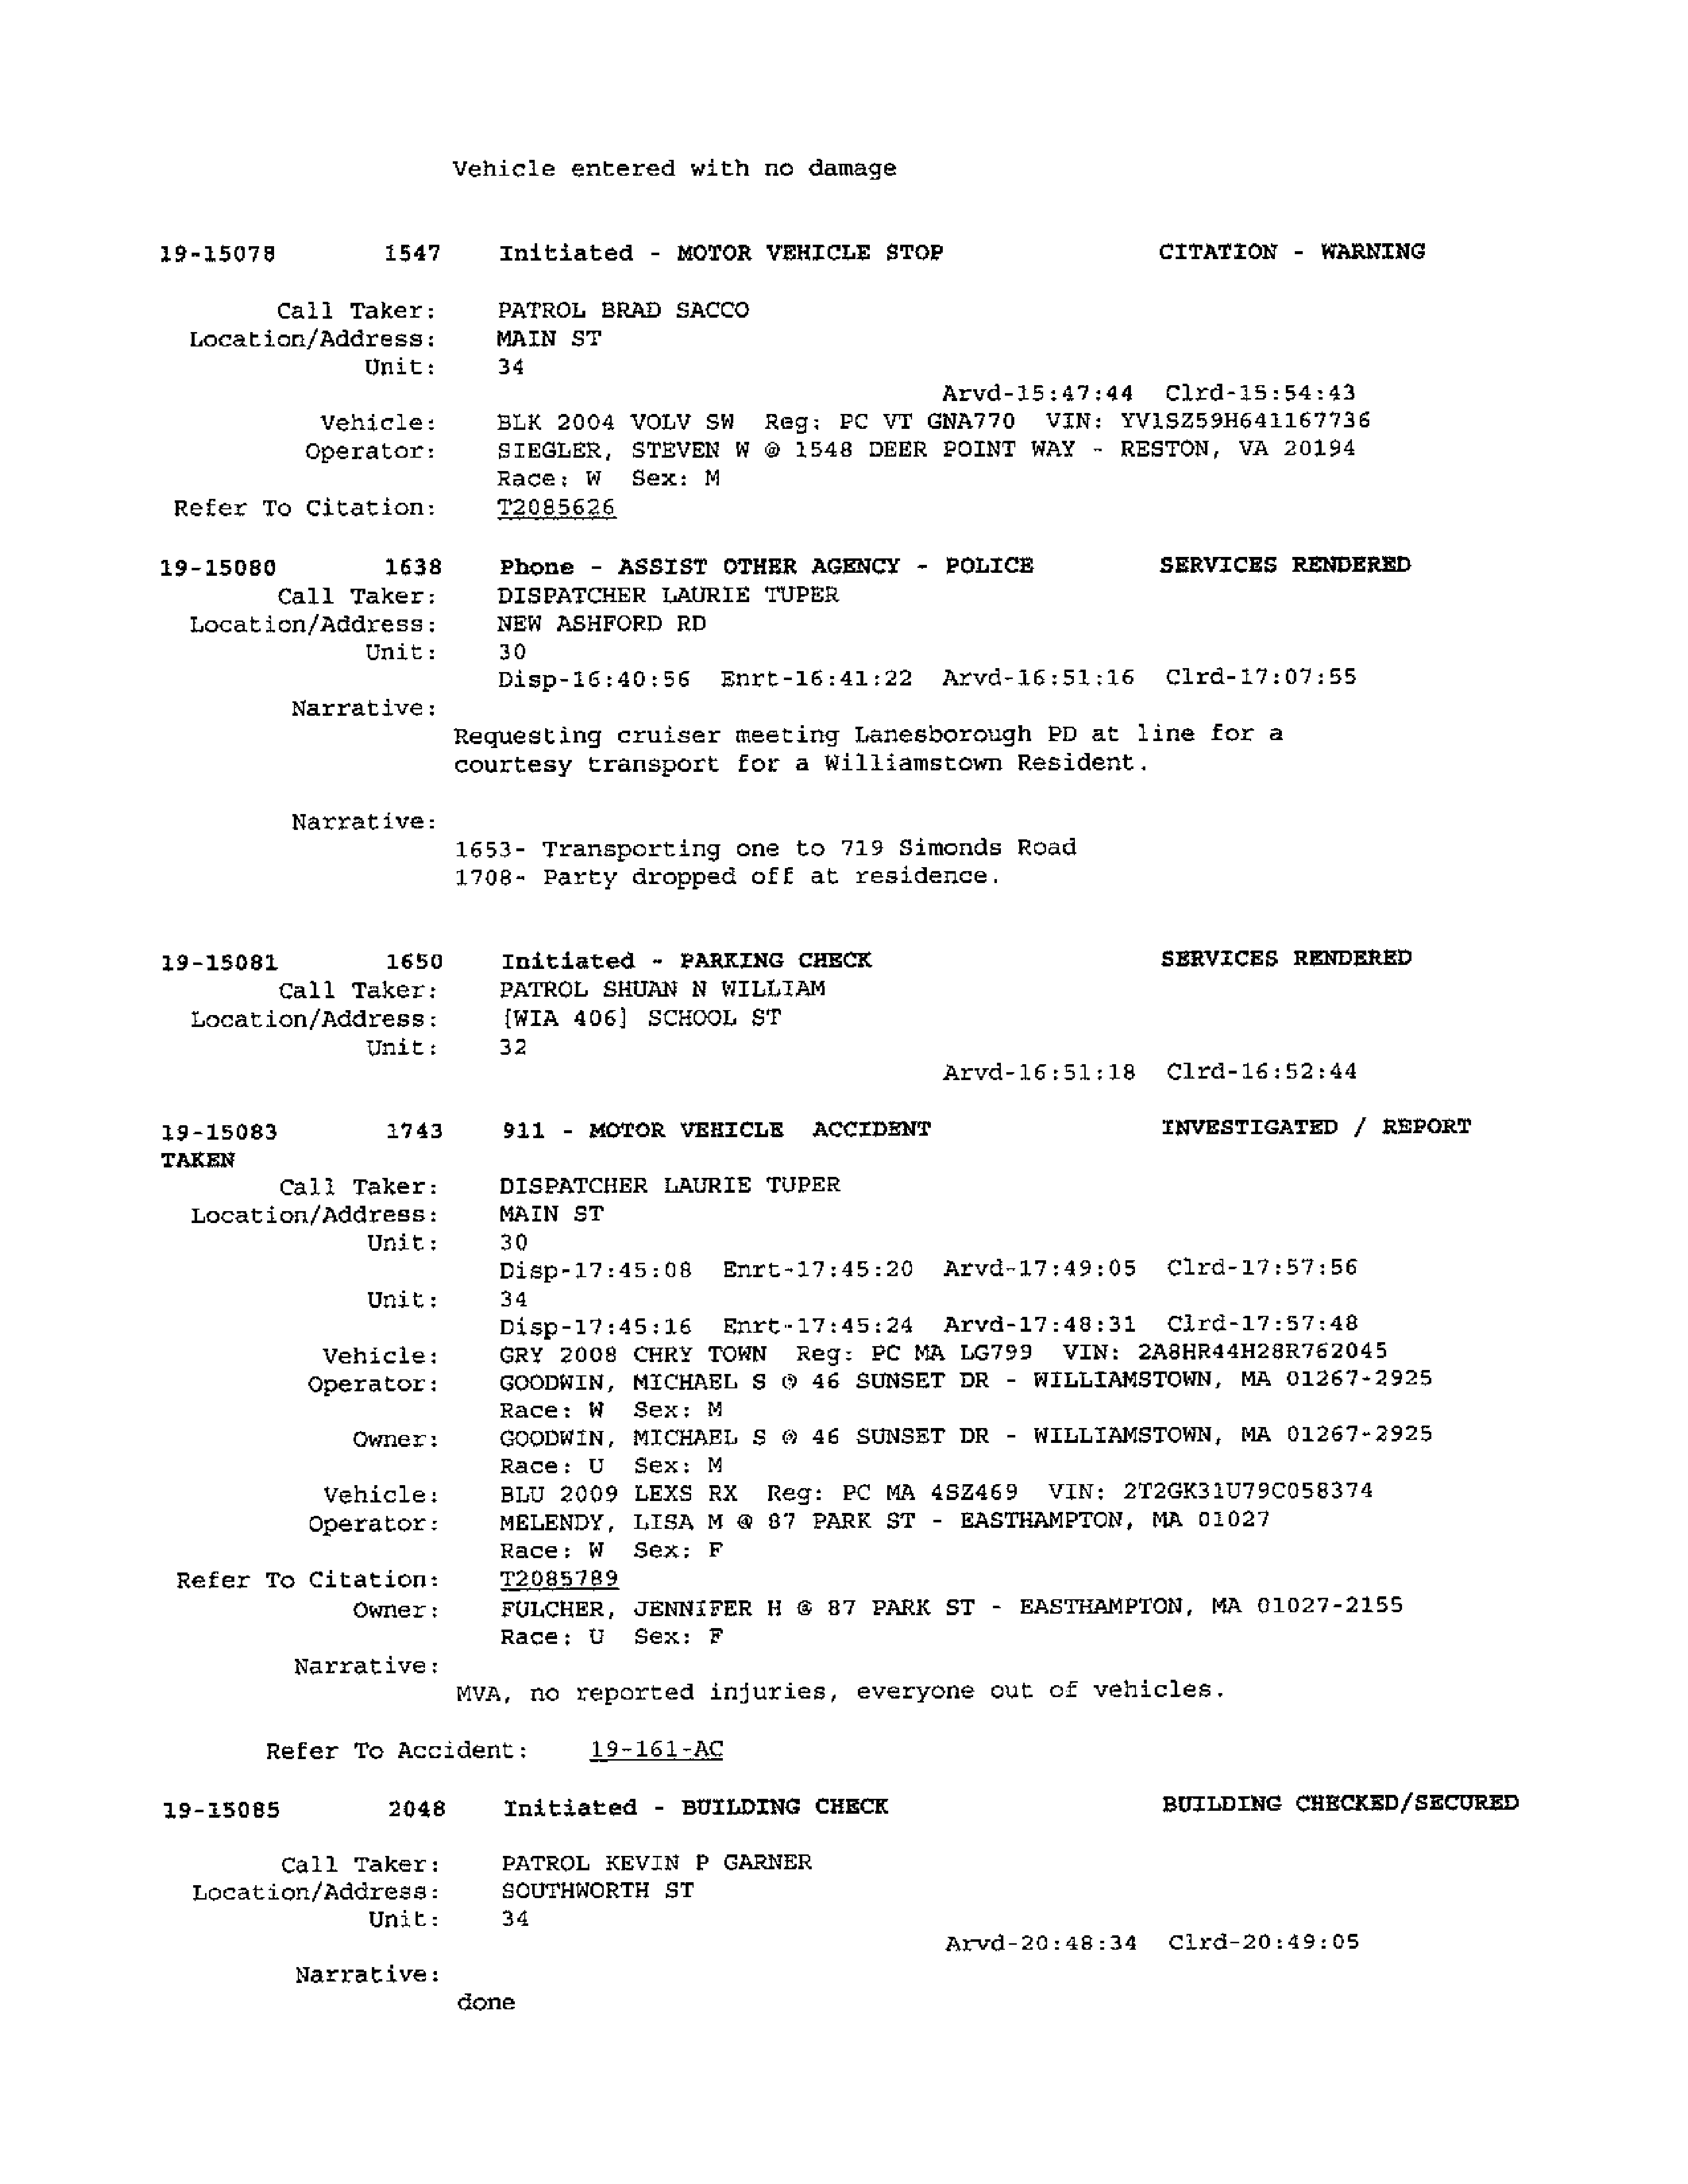 Vehicle entered with no damage
19-15078 1547 Initiated - MOTOR VEHICLE STOP CITATION - WARNING
Call Taker: PATROL BRAD SACCO
Location/Address: MAIN ST
Unit: 34
Arvd-15:47:44 Clrd-15:54:43
Vehicle: BLK 2004 VOLV SW Reg: PC VT GNA770 VIN: YV1SZ59H641167736
Operator: SIEGLER, STEVEN W @ 1548 DEER POINT WAY - RESTON, VA 20194
Race: W Sex: M
Refer To Citation: T2085626
19-15080 1638 Phone - ASSIST OTHER AGENCY - POLICE SERVICES RENDERED
Call Taker: DISPATCHER LAURIE TUPER
Location/Address: NEW ASHFORD RD
Unit: 30
Disp-16:40:56 Enrt-16:41:22 Arvd-16:51:16 Clrd-17:07:55
Narrative:
Requesting cruiser meeting Lanesborough PD at line for a
courtesy transport for a Williamstown Resident.
Narrative:
1653- Transporting one to 719 Simonds Road
1708- Party dropped off at residence.
19-15081 1650 Initiated - PARKING CHECK SERVICES RENDERED
Call Taker: PATROL SHUAN N WILLIAM
Location/Address: [WIA 406] SCHOOL ST
Unit: 32
Arvd-16:51:18 Clrd-16:52:44
19-15083 1743 911 - MOTOR VEHICLE ACCIDENT INVESTIGATED / REPORT
TAKEN
Call Taker: DISPATCHER LAURIE TUPER
Location/Address: MAIN ST
Unit: 30
Disp-17:45:08 Enrt-17:45:20 Arvd-17:49:05 Clrd-17:57:56
Unit: 34
Disp-17:45:16 Enrt-17:45:24 Arvd-17:48:31 Clrd-17:57:48
Vehicle: GRY 2008 CHRY TOWN Reg: PC MA LG799 VIN: 2A8HR44H28R762045
Operator: GOODWIN, MICHAEL S @ 46 SUNSET DR - WILLIAMSTOWN, MA 01267-2925
Race: W Sex: M
Owner: GOODWIN, MICHAEL S @ 46 SUNSET DR - WILLIAMSTOWN, MA 01267-2925
Race: U Sex: M
Vehicle: BLU 2009 LEXS RX Reg: PC MA 4SZ469 VIN: 2T2GK31U79C058374
Operator: MELENDY, LISA M @ 87 PARK ST - EASTHAMPTON, MA 01027
Race: W Sex: F
Refer To Citation: T2085789
Owner: FULCHER, JENNIFER H @ 87 PARK ST - EASTHAMPTON, MA 01027-2155
Race: U Sex: F
Narrative:
MVA, no reported injuries, everyone out of vehicles.
Refer To Accident: 19-161-AC
19-15085 2048 Initiated - BUILDING CHECK BUILDING CHECKED/SECURED
Call Taker: PATROL KEVIN P GARNER
Location/Address: SOUTHWORTH ST
Unit: 34
Arvd-20:48:34 Clrd-20:49:05
Narrative:
done